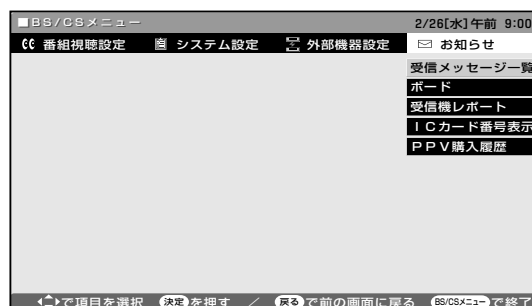 ■BS/CSメニュー 2/26[水]午前 9:00
番組視聴設定 システム設定 外部機器設定 お知らせ
受信メッセージ一覧
ボード
受信機レポート
ICカード番号表示
PPV購入履歴
で項目を選択 決定を押す / 戻るで前の画面に戻る BS/CSメニューで終了